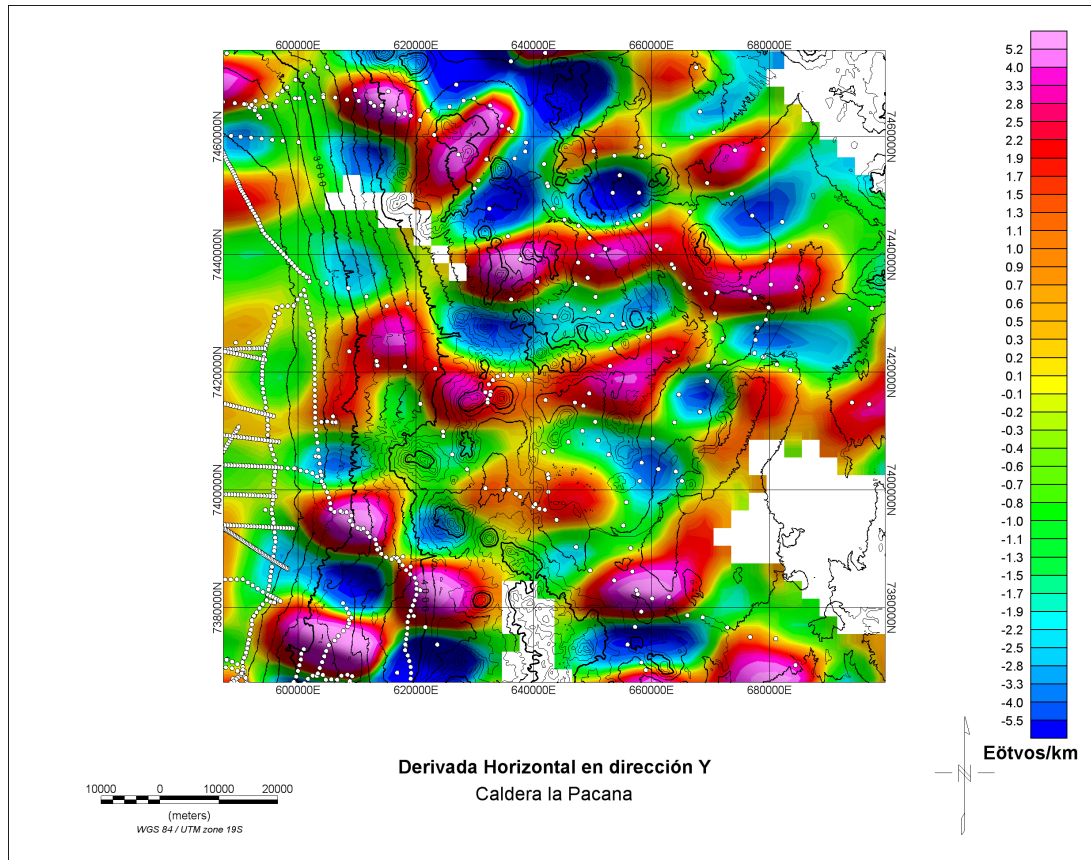 600000E 620000E 640000E 660000E 680000E
7460000N 7460000N
7440000N 7440000N
7420000N 7420000N
7400000N 7400000N
7380000N 7380000N
600000E 620000E 640000E 660000E 680000E
5.2
4.0
3.3
2.8
2.5
2.2
1.9
1.7
1.5
1.3
1.1
1.0
0.9
0.7
0.6
0.5
0.3
0.2
0.1
-0.1
-0.2
-0.3
-0.4
-0.6
-0.7
-0.8
-1.0
-1.1
-1.3
-1.5
-1.7
-1.9
-2.2
-2.5
-2.8
-3.3
-4.0
-5.5
Eötvos/km
N
Derivada Horizontal en dirección Y
Caldera la Pacana
10000 0 10000 20000
(meters)
WGS 84 / UTM zone 19S